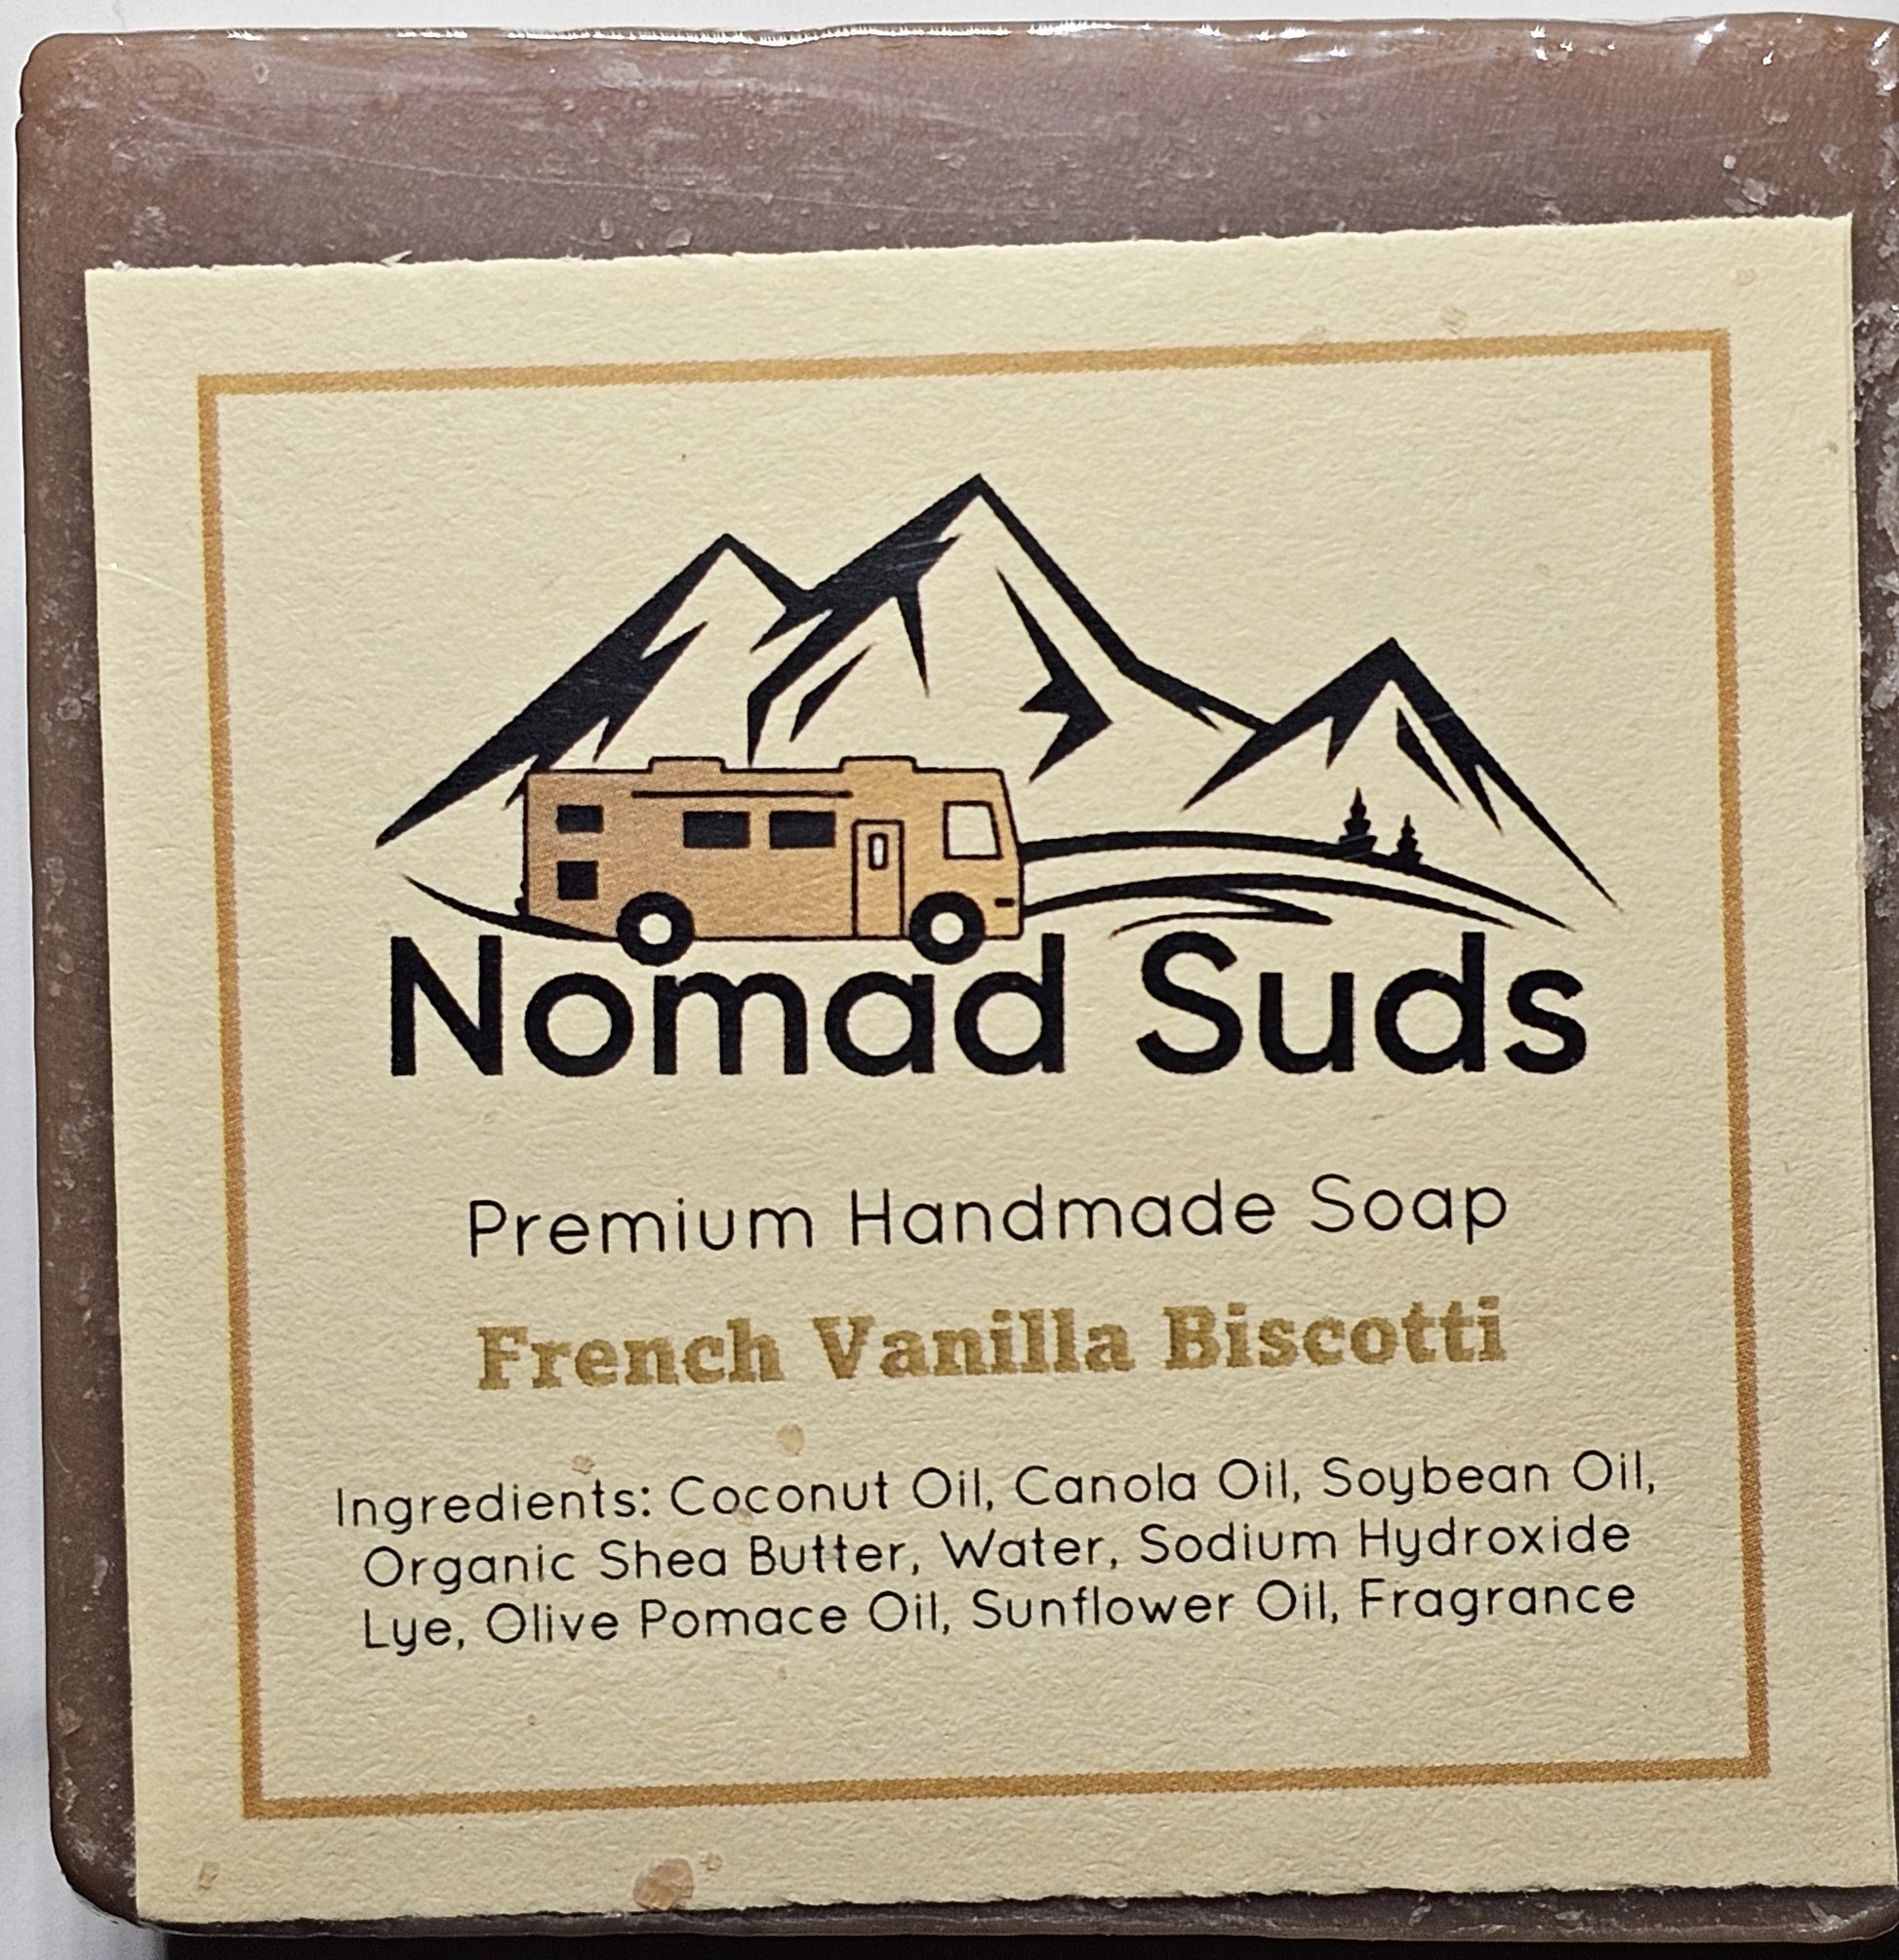 Nomad Suds
Premium Handmade Soap
French Vanilla Biscotti
Ingredients: Coconut Oil, Canola Oil, Soybean Oil,
Organic Shea Butter, Water, Sodium Hydroxide
Lye, Olive Pomace Oil, Sunflower Oil, Fragrance